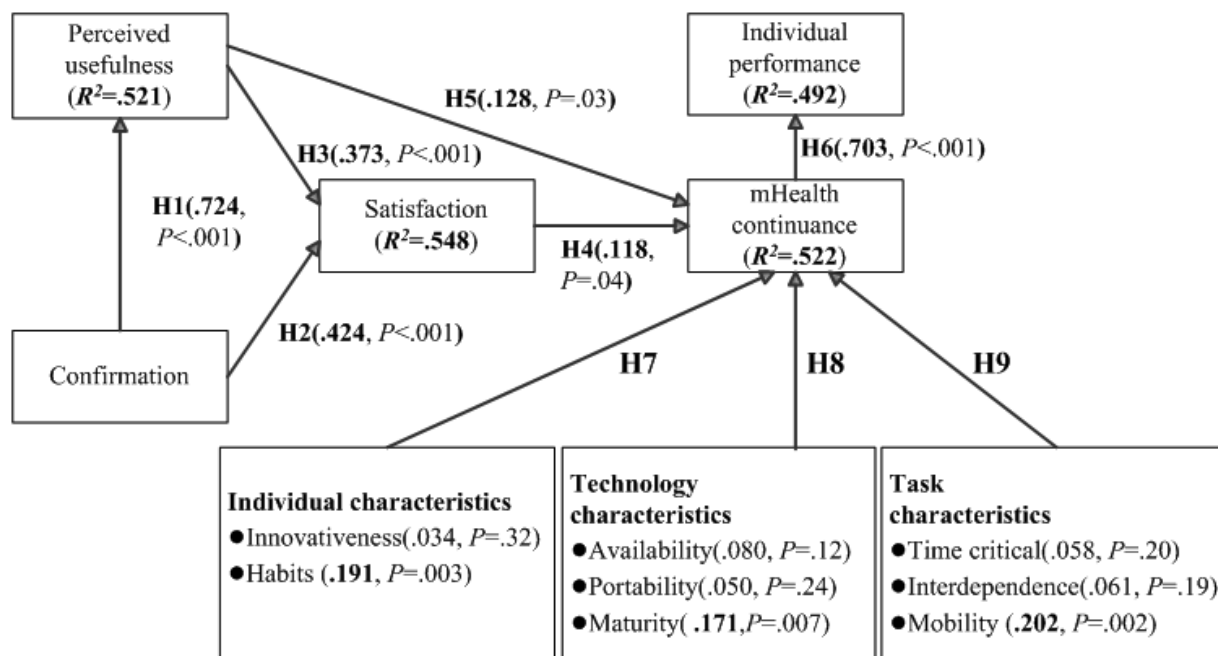 Perceived
usefulness
(R²=.521)
Individual
performance
(R²=.492)
H5(.128, P=.03)
H3(.373, P<.001)
H6(.703, P<.001)
H1(.724,
P<.001)
Satisfaction
(R²=.548)
mHealth
continuance
(R²=.522)
H4(.118,
P=.04)
H2(.424, P<.001)
Confirmation
H7
H8
H9
Individual characteristics
●Innovativeness(.034, P=.32)
●Habits (.191, P=.003)
Technology
characteristics
●Availability(.080, P=.12)
●Portability(.050, P=.24)
●Maturity( .171,P=.007)
Task
characteristics
●Time critical(.058, P=.20)
●Interdependence(.061, P=.19)
●Mobility (.202, P=.002)